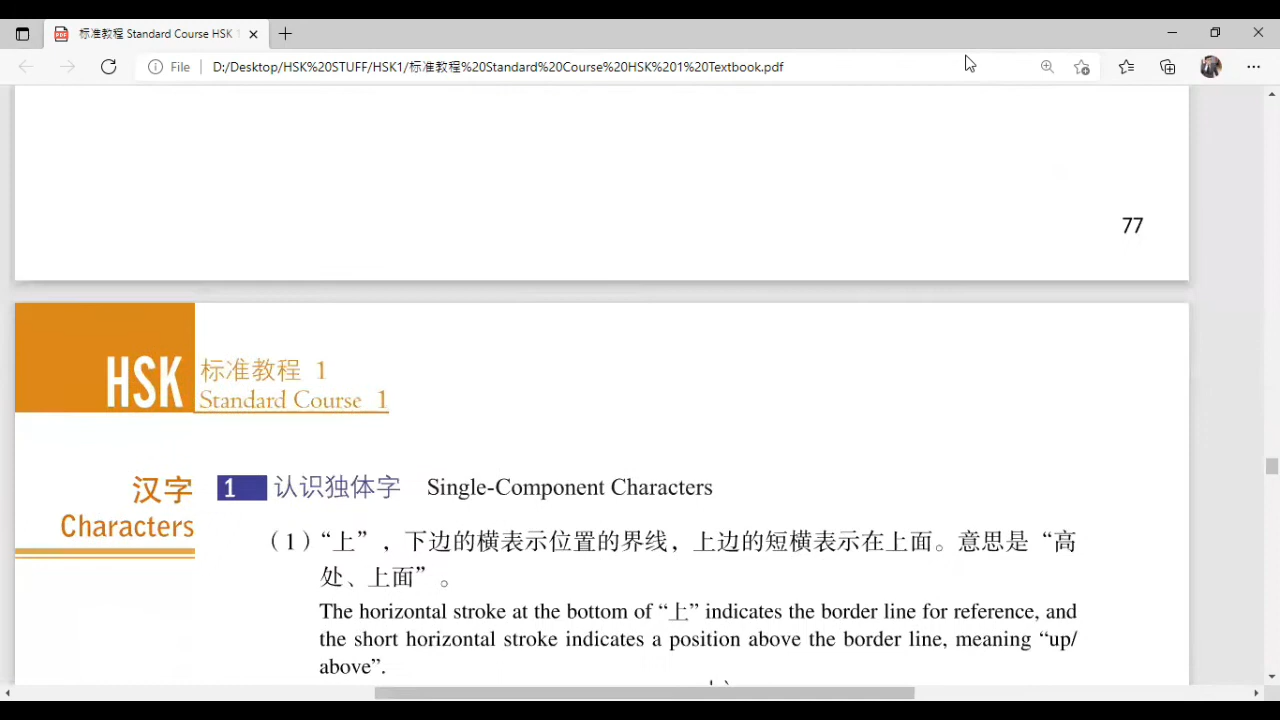 标准教程 Standard Course HSK 1
File
D:/Desktop/HSK%20STUFF/HSK1/标准教程%20Standard%20Course%20HSK%201%20Textbook.pdf
77
HSK
标准教程 1
Standard Course 1
汉字
Characters
1 认识独体字 Single-Component Characters
（1）“上”，下边的横表示位置的界线，上边的短横表示在上面。意思是“高
处、上面”。
The horizontal stroke at the bottom of “上” indicates the border line for reference, and
the short horizontal stroke indicates a position above the border line, meaning “up/
above”.